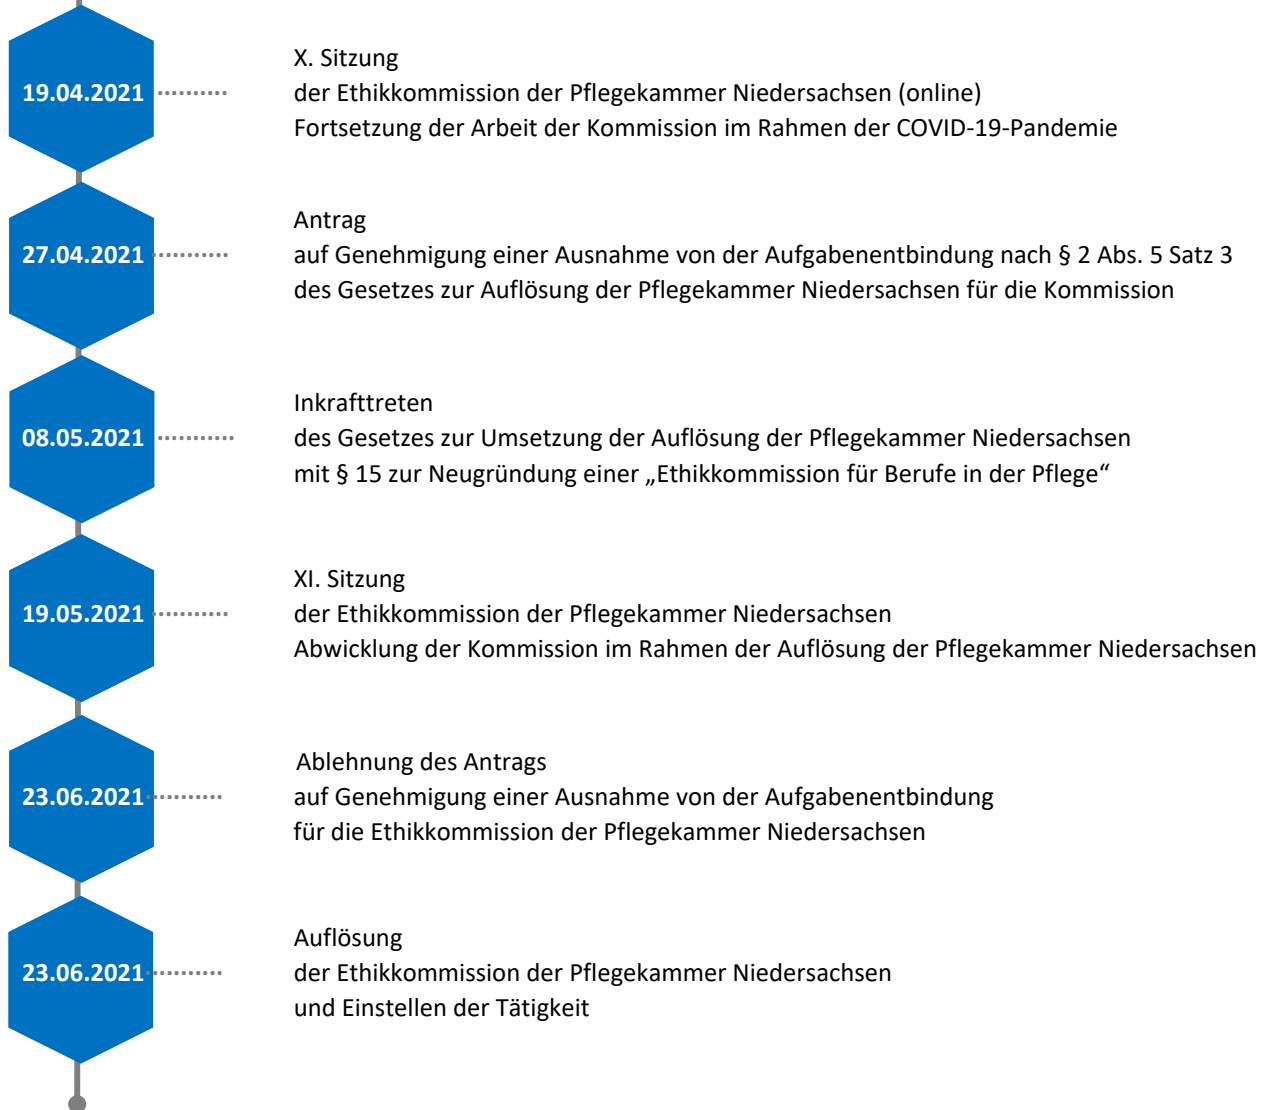 19.04.2021
X. Sitzung
der Ethikkommission der Pflegekammer Niedersachsen (online)
Fortsetzung der Arbeit der Kommission im Rahmen der COVID-19-Pandemie
27.04.2021
Antrag
auf Genehmigung einer Ausnahme von der Aufgabenentbindung nach § 2 Abs. 5 Satz 3
des Gesetzes zur Auflösung der Pflegekammer Niedersachsen für die Kommission
08.05.2021
Inkrafttreten
des Gesetzes zur Umsetzung der Auflösung der Pflegekammer Niedersachsen
mit § 15 zur Neugründung einer „Ethikkommission für Berufe in der Pflege“
19.05.2021
XI. Sitzung
der Ethikkommission der Pflegekammer Niedersachsen
Abwicklung der Kommission im Rahmen der Auflösung der Pflegekammer Niedersachsen
23.06.2021
Ablehnung des Antrags
auf Genehmigung einer Ausnahme von der Aufgabenentbindung
für die Ethikkommission der Pflegekammer Niedersachsen
23.06.2021
Auflösung
der Ethikkommission der Pflegekammer Niedersachsen
und Einstellen der Tätigkeit